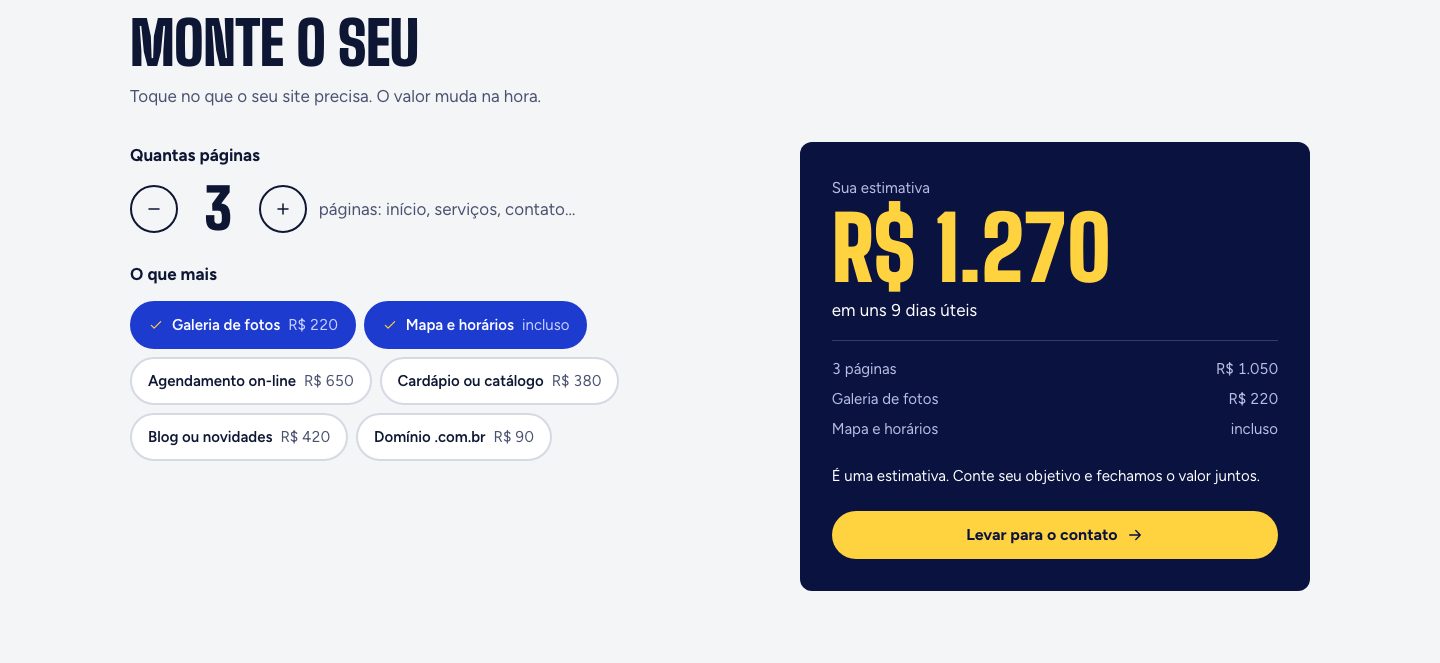 MONTE O SEU
Toque no que o seu site precisa. O valor muda na hora.
Quantas páginas
− 3 + páginas: início, serviços, contato...
O que mais
Galeria de fotos R$ 220
Mapa e horários incluso
Agendamento on-line R$ 650
Cardápio ou catálogo R$ 380
Blog ou novidades R$ 420
Domínio .com.br R$ 90
Sua estimativa
R$ 1.270
em uns 9 dias úteis
3 páginas R$ 1.050
Galeria de fotos R$ 220
Mapa e horários incluso
É uma estimativa. Conte seu objetivo e fechamos o valor juntos.
Levar para o contato →